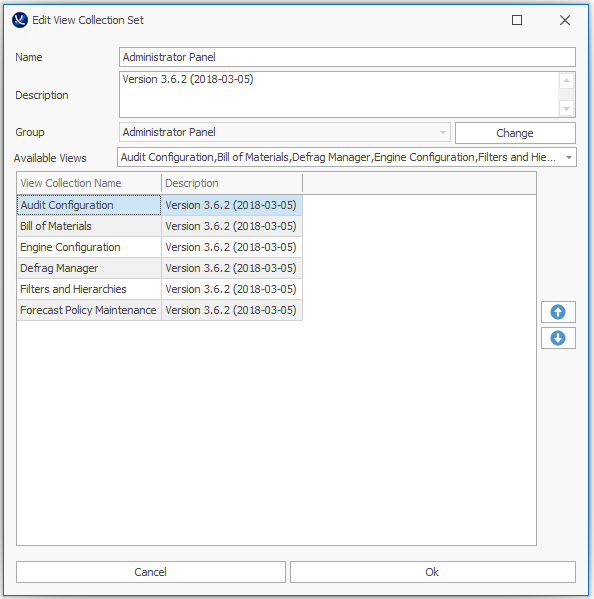 Edit View Collection Set
Name Administrator Panel
Description Version 3.6.2 (2018-03-05)
Group Administrator Panel Change
Available Views Audit Configuration,Bill of Materials,Defrag Manager,Engine Configuration,Filters and Hie...
View Collection Name Description
Audit Configuration Version 3.6.2 (2018-03-05)
Bill of Materials Version 3.6.2 (2018-03-05)
Engine Configuration Version 3.6.2 (2018-03-05)
Defrag Manager Version 3.6.2 (2018-03-05)
Filters and Hierarchies Version 3.6.2 (2018-03-05)
Forecast Policy Maintenance Version 3.6.2 (2018-03-05)
Cancel Ok